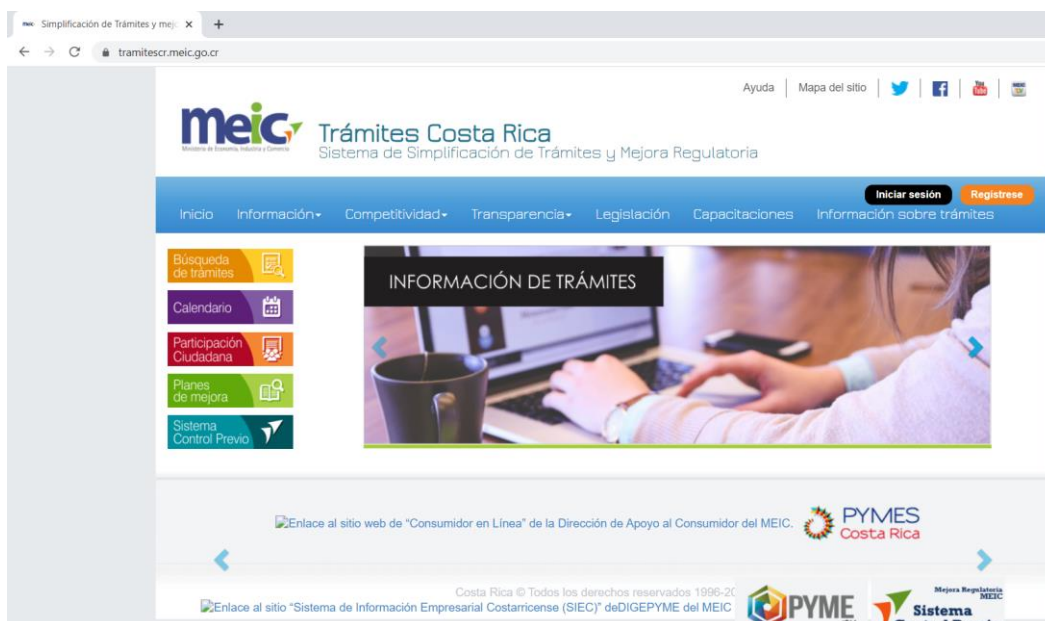 Simplificación de Trámites y mej
tramitescr.meic.go.cr
Ayuda
Mapa del sitio
meic
Ministerio de Economía, Industria y Comercio
Trámites Costa Rica
Sistema de Simplificación de Trámites y Mejora Regulatoria
Iniciar sesión
Regístrese
Inicio Información Competitividad Transparencia Legislación Capacitaciones Información sobre trámites
Búsqueda
de trámites
Calendario
Participación
Ciudadana
Planes
de mejora
Sistema
Control Previo
INFORMACIÓN DE TRÁMITES
Enlace al sitio web de "Consumidor en Línea" de la Dirección de Apoyo al Consumidor del MEIC.
PYMES
Costa Rica
Costa Rica © Todos los derechos reservados 1996-20
Enlace al sitio "Sistema de Información Empresarial Costarricense (SIEC)" deDIGEPYME del MEIC
PYME
Mejora Regulatoria
MEIC
Sistema